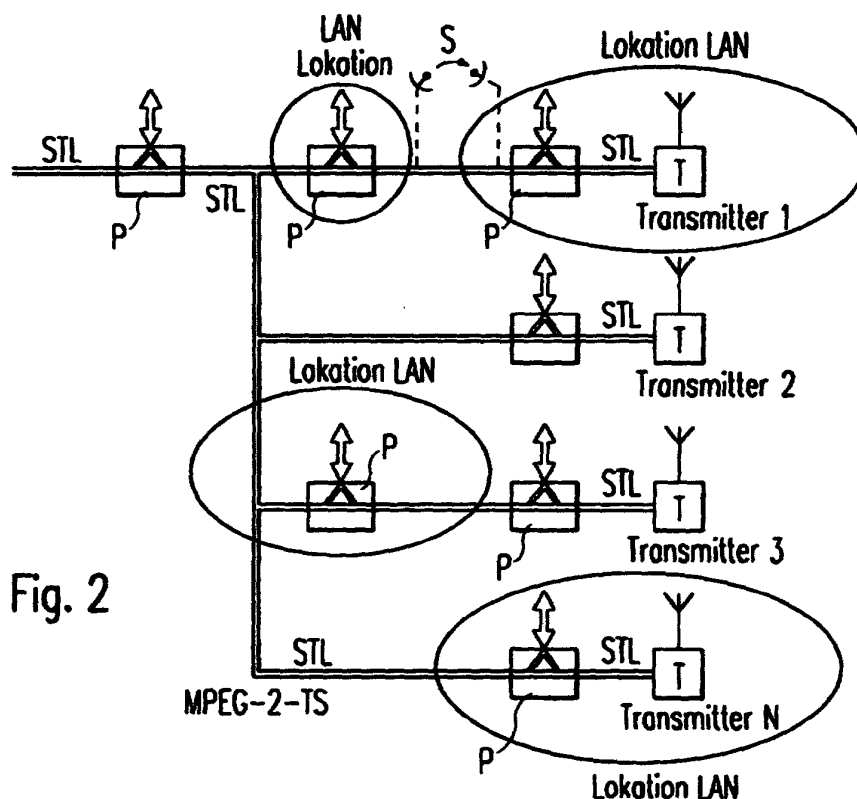 LAN
Lokation
S
Lokation LAN
STL
STL
STL
P
P
P
T
Transmitter 1
STL
T
Transmitter 2
Lokation LAN
P
STL
T
P
Transmitter 3
Fig. 2
STL
STL
T
MPEG-2-TS
Transmitter N
P
Lokation LAN